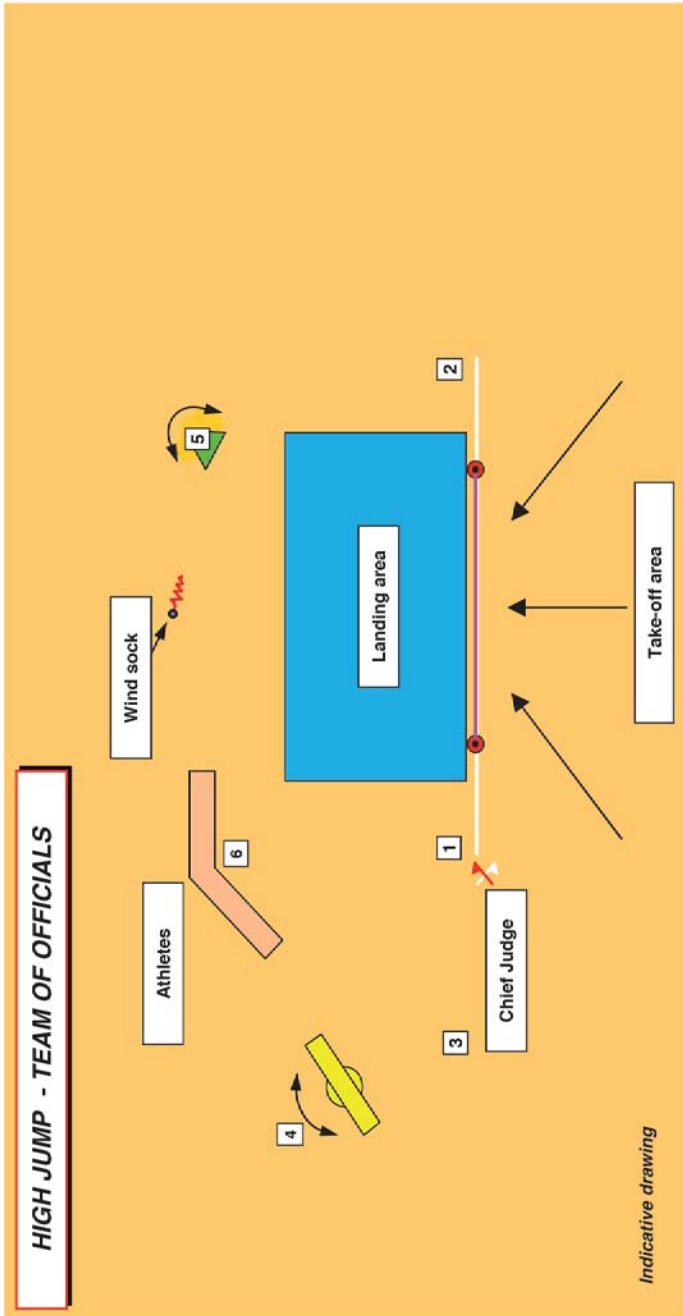 HIGH JUMP - TEAM OF OFFICIALS
Wind sock
Athletes
5
6
4
Landing area
3
1
2
Chief Judge
Indicative drawing
Take-off area